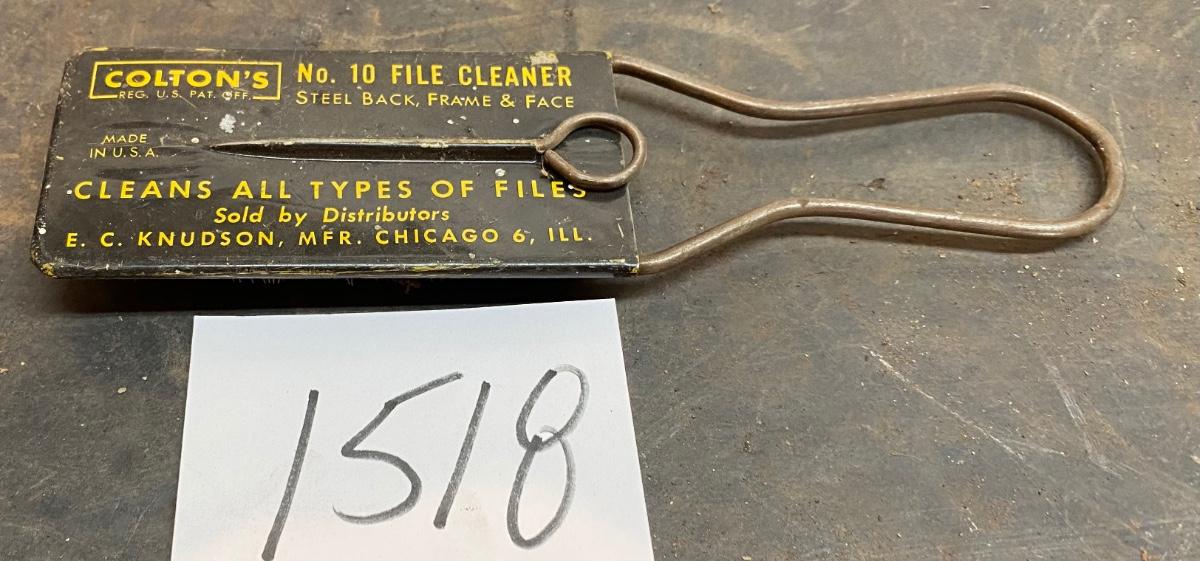 COLTON'S
REG. U.S. PAT. OFF.
No. 10 FILE CLEANER
STEEL BACK, FRAME & FACE
MADE
IN U.S.A.
CLEANS ALL TYPES OF FILES
Sold by Distributors
E. C. KNUDSON, MFR. CHICAGO 6, ILL.
1518